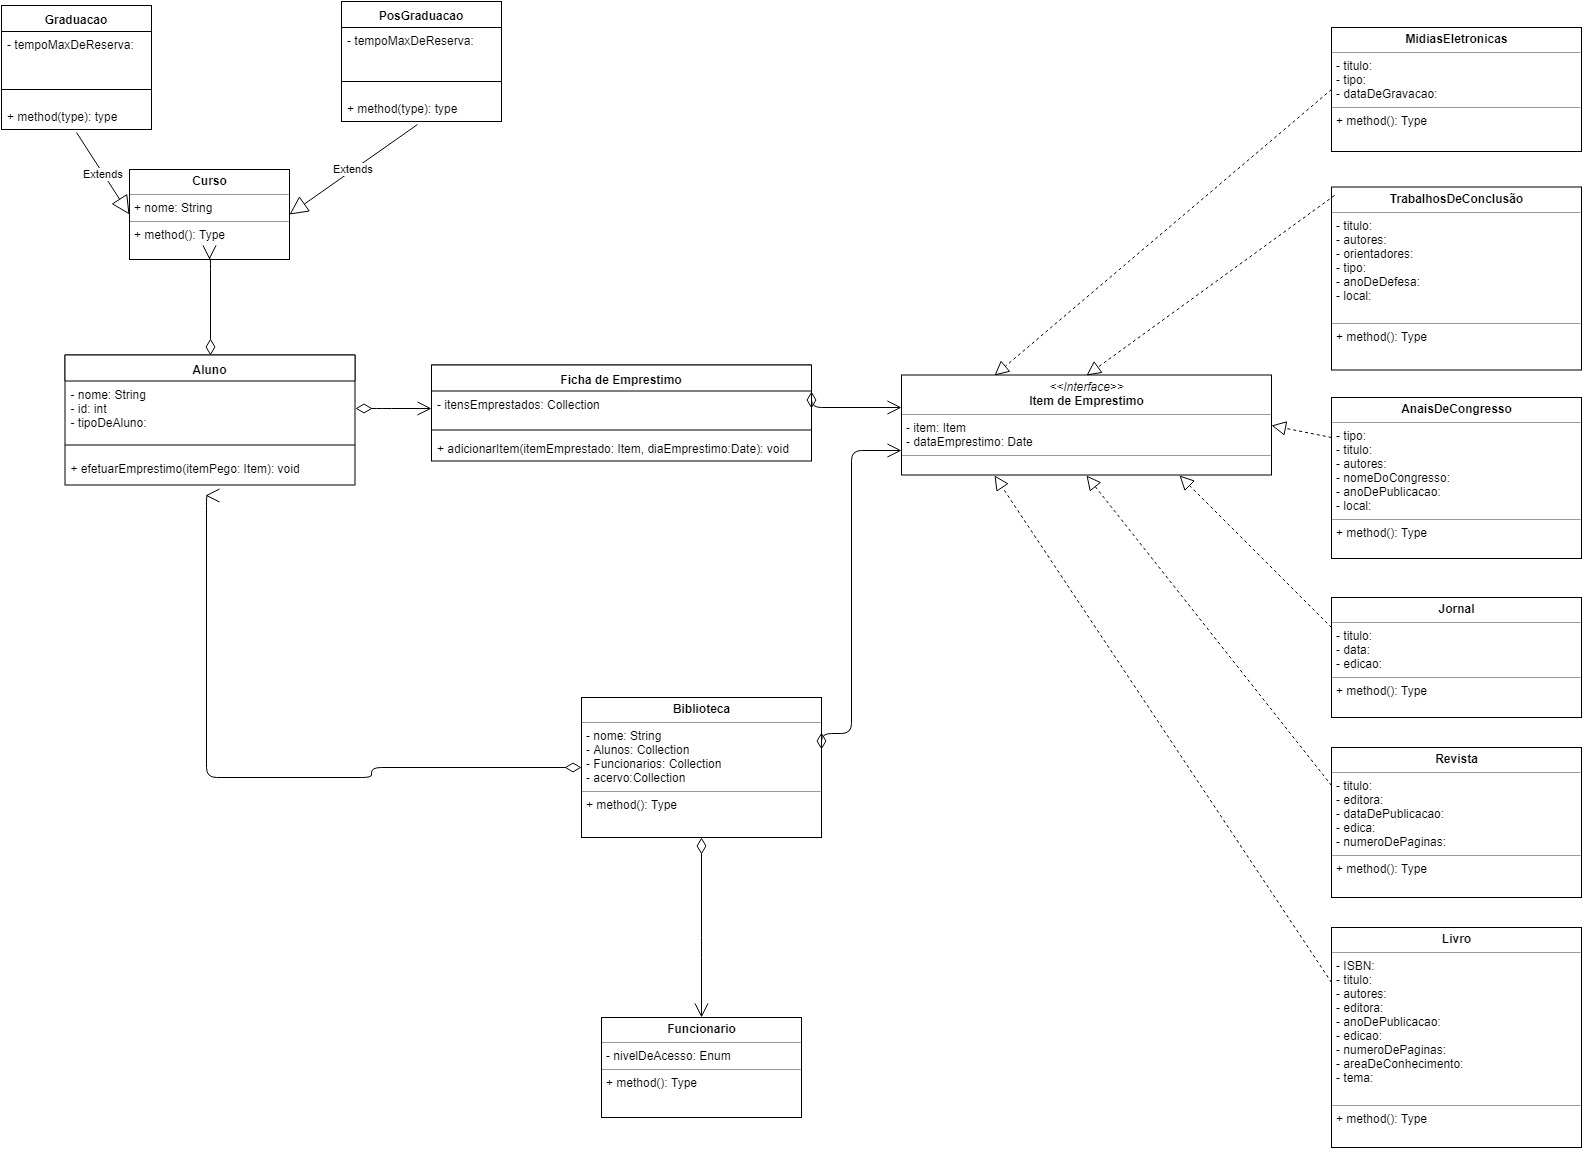 Graduacao
- tempoMaxDeReserva:
+ method(type): type
PosGraduacao
- tempoMaxDeReserva:
+ method(type): type
Extends
Extends
Curso
+ nome: String
+ method(): Type
Aluno
- nome: String
- id: int
- tipoDeAluno:
+ efetuarEmprestimo(itemPego: Item): void
Ficha de Emprestimo
- itensEmprestados: Collection
+ adicionarItem(itemEmprestado: Item, diaEmprestimo:Date): void
<<Interface>>
Item de Emprestimo
- item: Item
- dataEmprestimo: Date
Biblioteca
- nome: String
- Alunos: Collection
- Funcionarios: Collection
- acervo:Collection
+ method(): Type
Funcionario
- nivelDeAcesso: Enum
+ method(): Type
MidiasEletronicas
- titulo:
- tipo:
- dataDeGravacao:
+ method(): Type
TrabalhosDeConclusão
- titulo:
- autores:
- orientadores:
- tipo:
- anoDeDefesa:
- local:
+ method(): Type
AnaisDeCongresso
- tipo:
- titulo:
- autores:
- nomeDoCongresso:
- anoDePublicacao:
- local:
+ method(): Type
Jornal
- titulo:
- data:
- edicao:
+ method(): Type
Revista
- titulo:
- editora:
- dataDePublicacao:
- edica:
- numeroDePaginas:
+ method(): Type
Livro
- ISBN:
- titulo:
- autores:
- editora:
- anoDePublicacao:
- edicao:
- numeroDePaginas:
- areaDeConhecimento:
- tema:
+ method(): Type